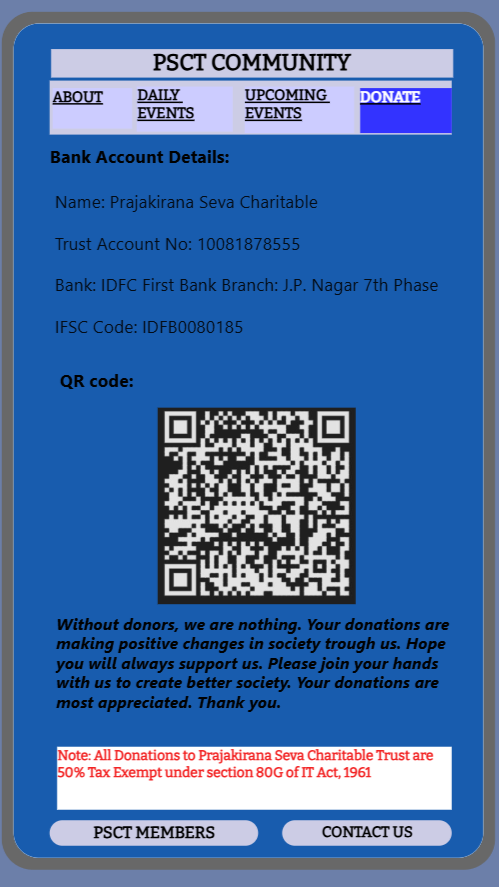 PSCT COMMUNITY
ABOUT
DAILY
EVENTS
UPCOMING
EVENTS
DONATE
Bank Account Details:
Name: Prajakirana Seva Charitable
Trust Account No: 10081878555
Bank: IDFC First Bank Branch: J.P. Nagar 7th Phase
IFSC Code: IDFB0080185
QR code:
Without donors, we are nothing. Your donations are
making positive changes in society trough us. Hope
you will always support us. Please join your hands
with us to create better society. Your donations are
most appreciated. Thank you.
Note: All Donations to Prajakirana Seva Charitable Trust are
50% Tax Exempt under section 80G of IT Act, 1961
PSCT MEMBERS
CONTACT US